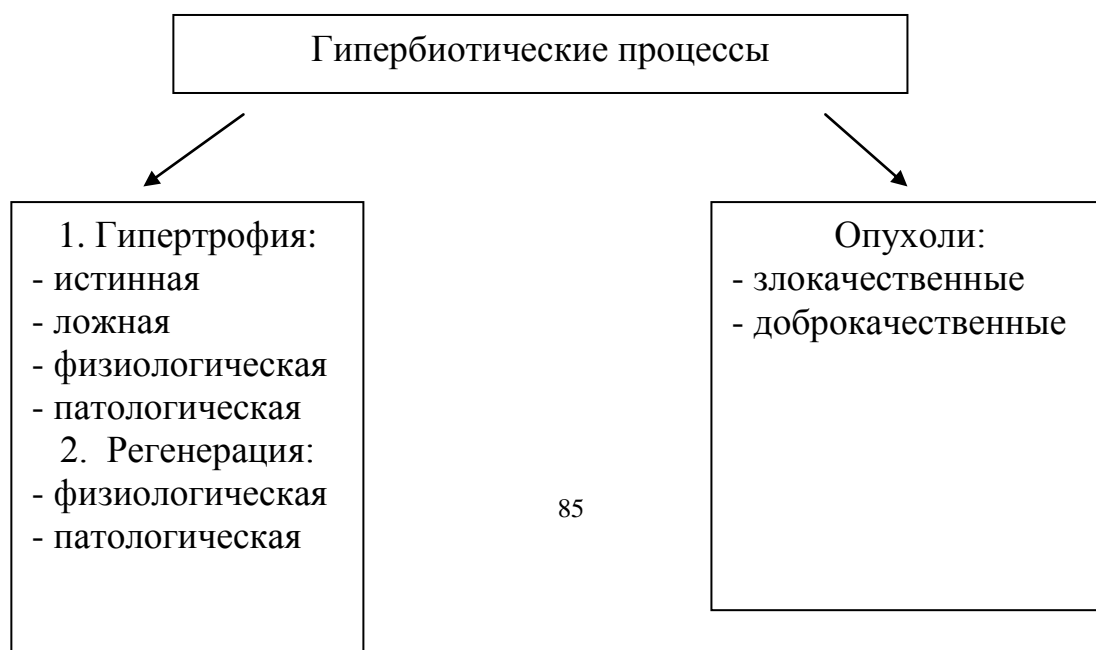 Гипербиотические процессы
1. Гипертрофия:
- истинная
- ложная
- физиологическая
- патологическая
2. Регенерация:
- физиологическая
- патологическая
Опухоли:
- злокачественные
- доброкачественные
85